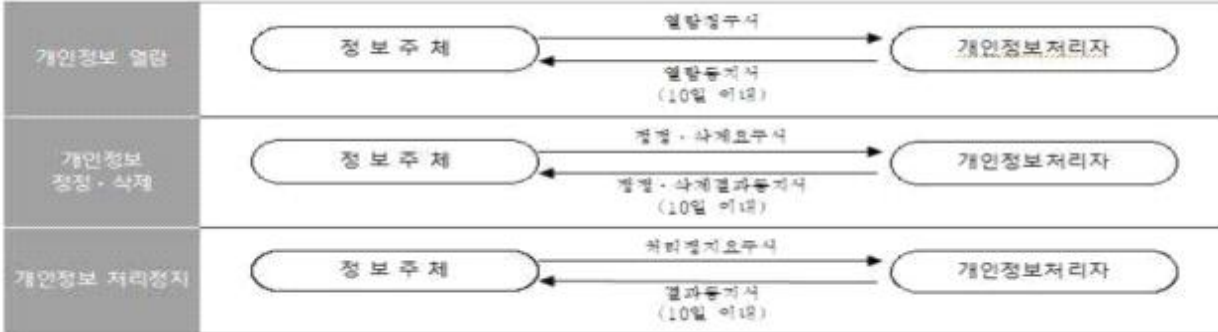 개인정보 열람
정 보 주 체
열람청구서
개인정보처리자
열람통지서
(10일 이내)
개인정보
정정 · 삭제
정 보 주 체
정정 · 삭제요구서
개인정보처리자
정정 · 삭제결과통지서
(10일 이내)
개인정보 처리정지
정 보 주 체
처리정지요구서
개인정보처리자
결과통지서
(10일 이내)